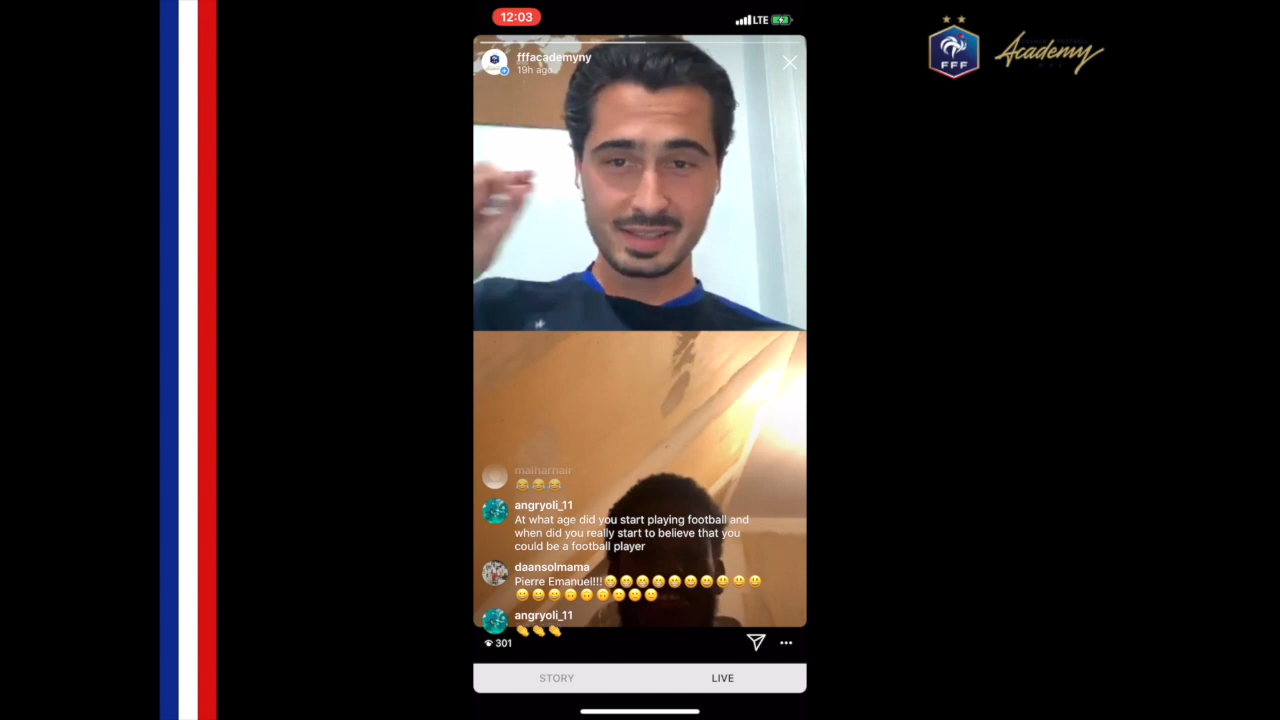 12:03
LTE
fffacademyny
19h ago
FFF
Academy
malharnair
😂 😂 😂
angryoli_11
At what age did you start playing football and
when did you really start to believe that you
could be a football player
daansolmama
Pierre Emanuel!!!😁😁😁😁😁😄😄😃😃😃
😀😀😀🙃🙃🙃🙂🙂🙂
angryoli_11
👏 👏 👏
301
STORY
LIVE